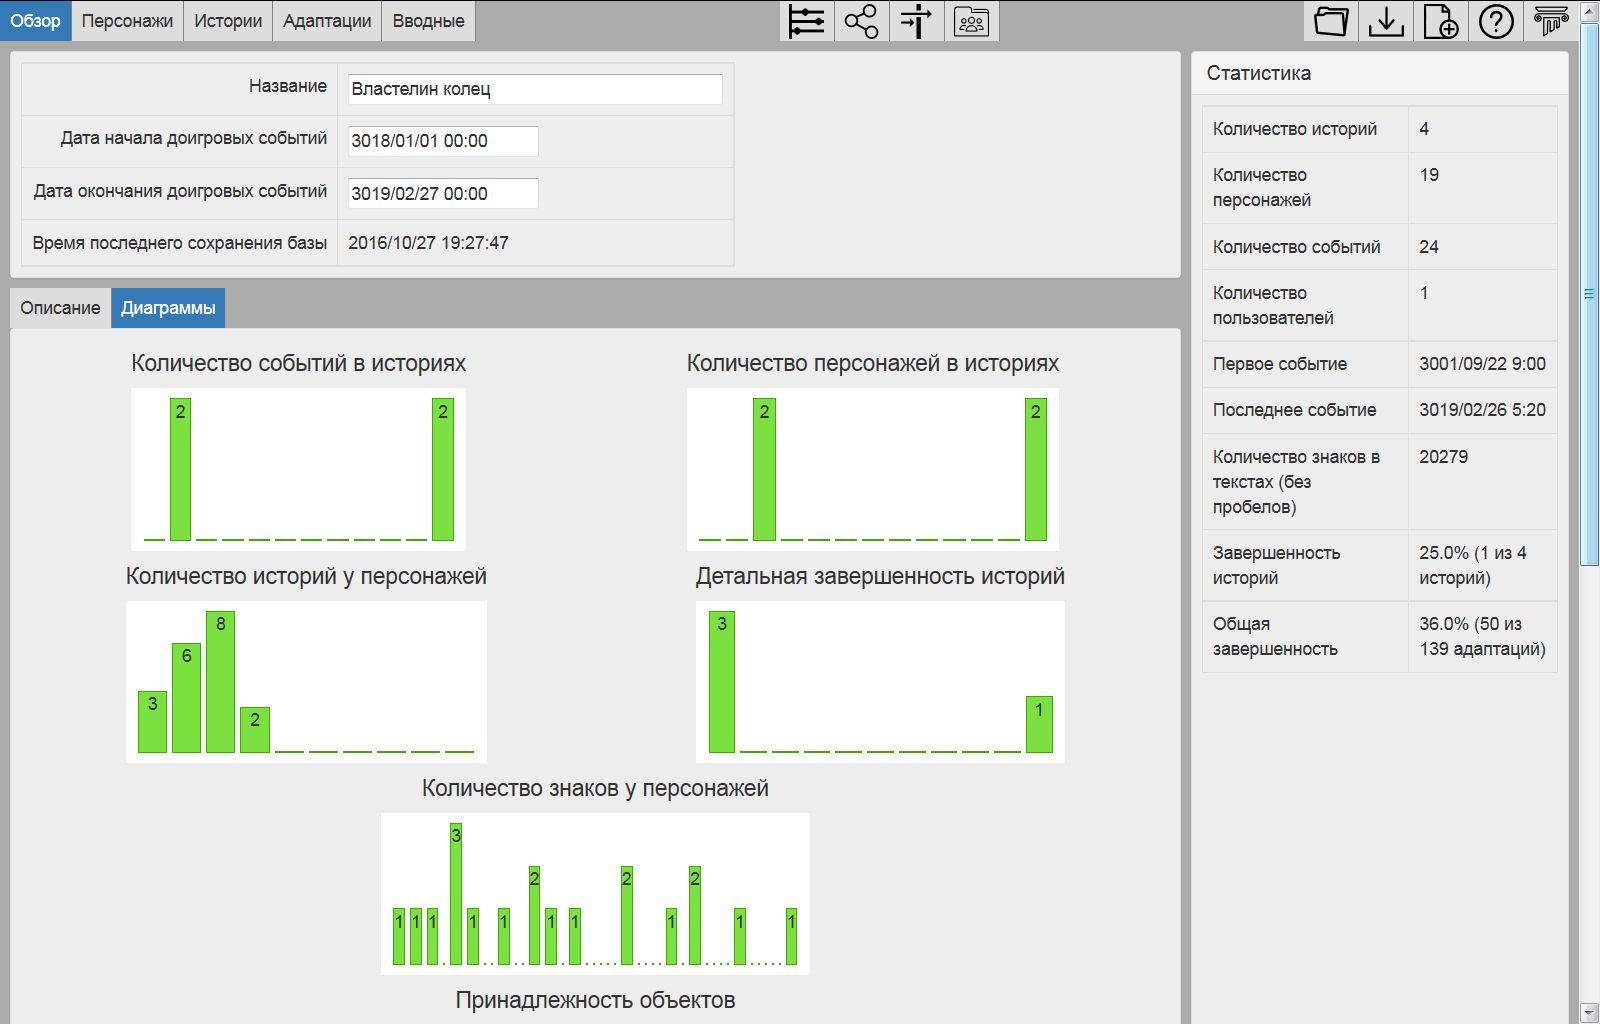 Обзор Персонажи Истории Адаптации Вводные
Название Властелин колец
Дата начала доигровых событий 3018/01/01 00:00
Дата окончания доигровых событий 3019/02/27 00:00
Время последнего сохранения базы 2016/10/27 19:27:47
Описание Диаграммы
Количество событий в историях
2 2
Количество персонажей в историях
2 2
Количество историй у персонажей
3 6 8 2
Детальная завершенность историй
3 1
Количество знаков у персонажей
1 1 1 3 1 1 2 1 1 2 1 2 1 1
Принадлежность объектов
Статистика
Количество историй 4
Количество
персонажей 19
Количество событий 24
Количество
пользователей 1
Первое событие 3001/09/22 9:00
Последнее событие 3019/02/26 5:20
Количество знаков в 20279
текстах (без
пробелов)
Завершенность 25.0% (1 из 4
историй историй)
Общая 36.0% (50 из
завершенность 139 адаптаций)